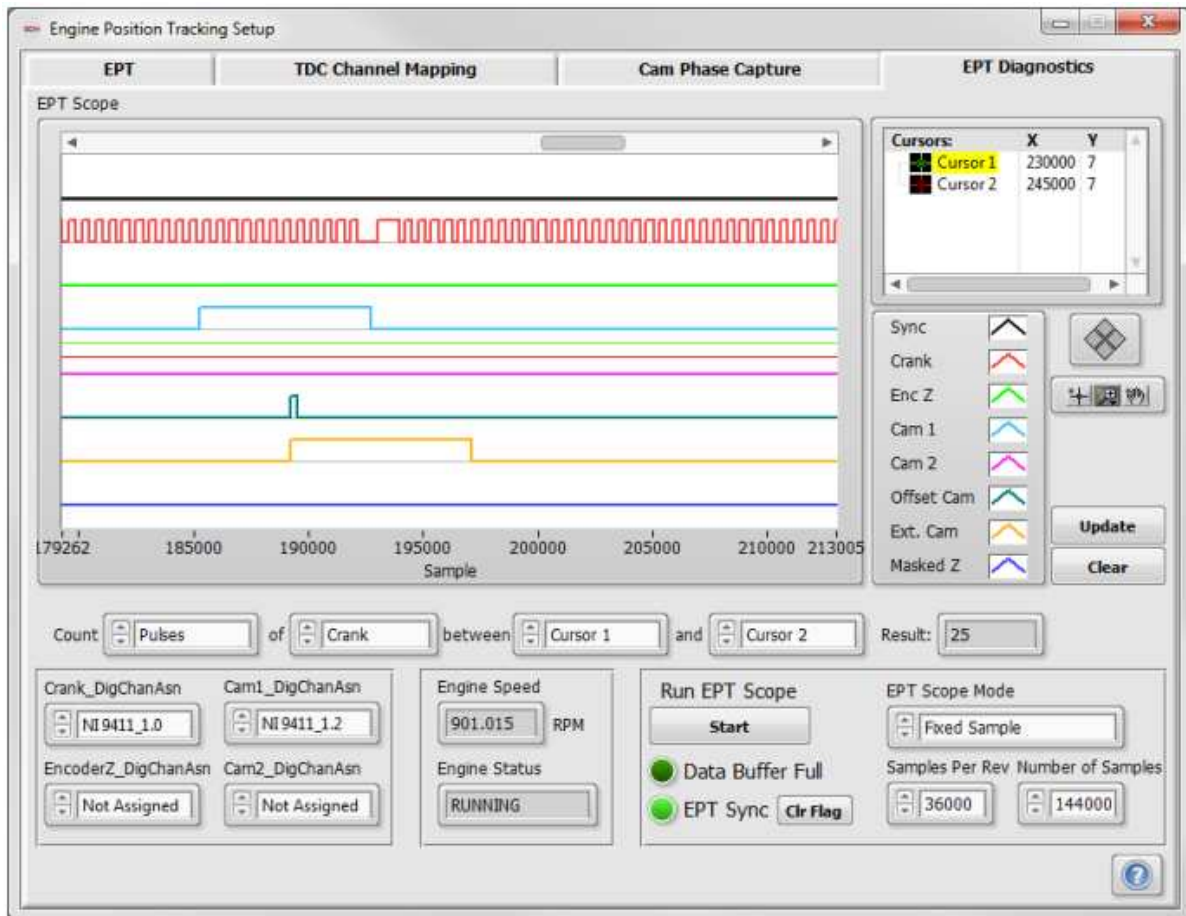 Engine Position Tracking Setup
EPT TDC Channel Mapping Cam Phase Capture EPT Diagnostics
EPT Scope
Cursors: X Y
Cursor 1 230000 7
Cursor 2 245000 7
Sync
Crank
Enc Z
Cam 1
Cam 2
Offset Cam
Ext. Cam
Masked Z
Update
Clear
179262 185000 190000 195000 200000 205000 210000 213005
Sample
Count Pulses of Crank between Cursor 1 and Cursor 2 Result: 25
Crank_DigChanAsn Cam1_DigChanAsn
NI9411_1.0 NI9411_1.2
EncoderZ_DigChanAsn Cam2_DigChanAsn
Not Assigned Not Assigned
Engine Speed
901.015 RPM
Engine Status
RUNNING
Run EPT Scope
Start
Data Buffer Full
EPT Sync Clr Flag
EPT Scope Mode
Fixed Sample
Samples Per Rev Number of Samples
36000 144000